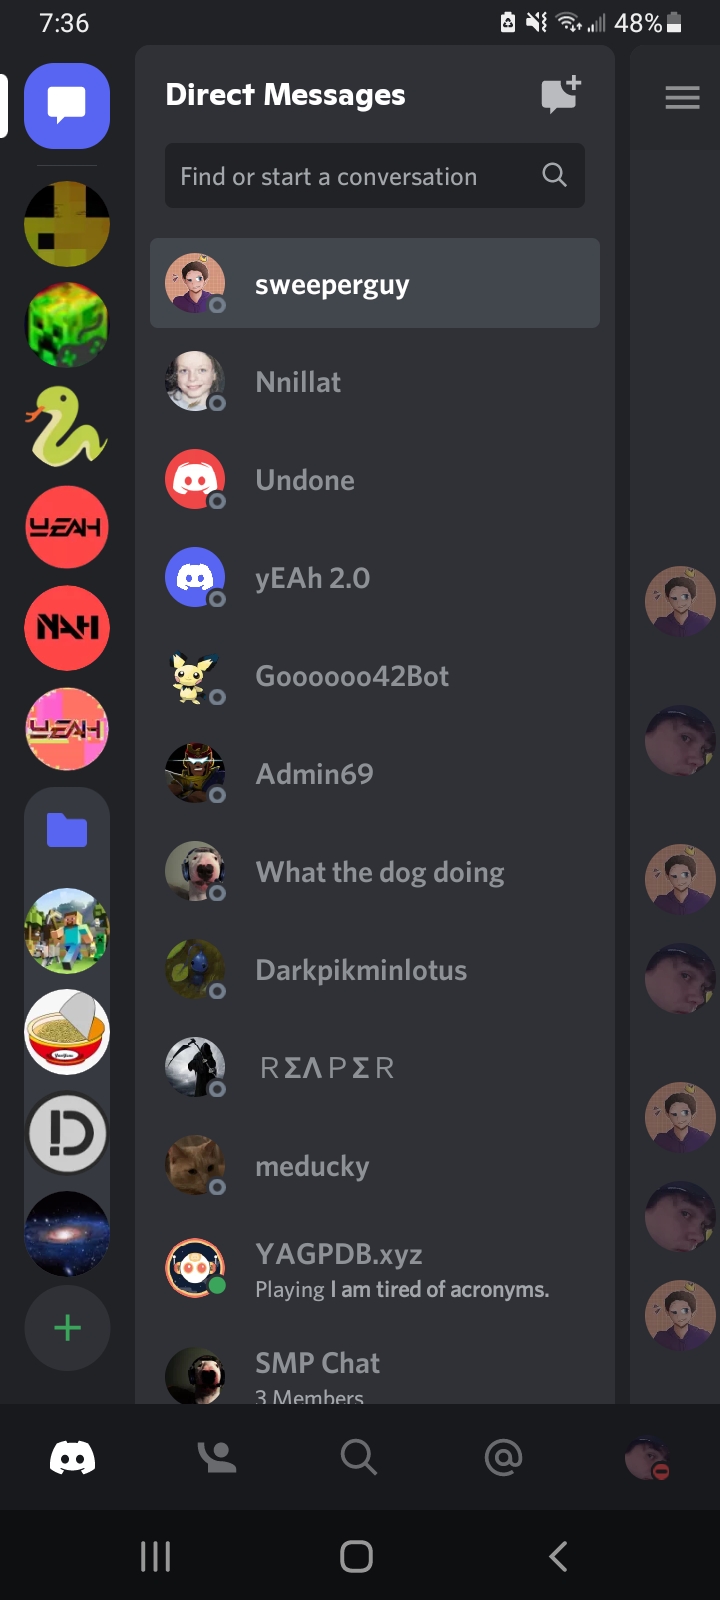 7:36
48%
Direct Messages
Find or start a conversation
sweeperguy
Nnillat
Undone
yEAh 2.0
Goooooo42Bot
Admin69
What the dog doing
Darkpikminlotus
RΣΛPΣR
meducky
YAGPDB.xyz
Playing I am tired of acronyms.
SMP Chat
3 Members
YEAH
NAH
YEAH